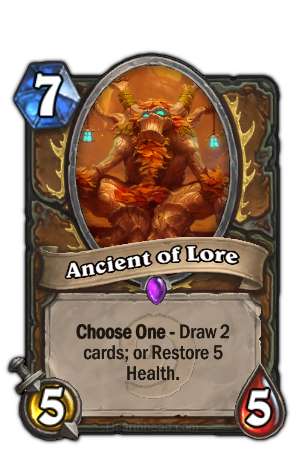 7
Ancient of Lore
Choose One - Draw 2
cards; or Restore 5
Health.
5
5